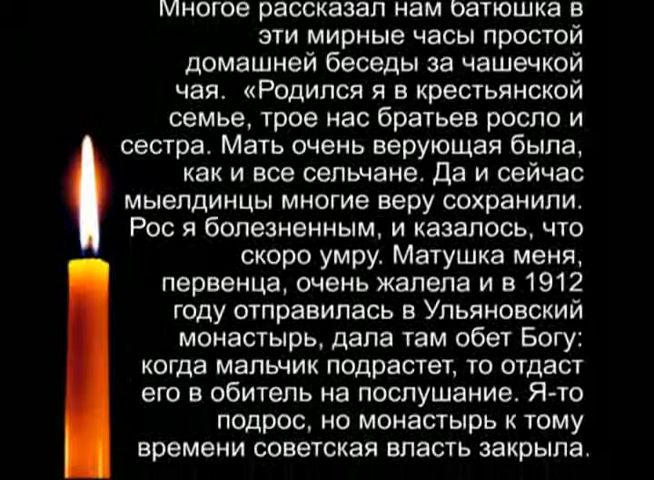 Многое рассказал нам батюшка в
эти мирные часы простой
домашней беседы за чашечкой
чая. «Родился я в крестьянской
семье, трое нас братьев росло и
сестра. Мать очень верующая была,
как и все сельчане. Да и сейчас
мыелдинцы многие веру сохранили.
Рос я болезненным, и казалось, что
скоро умру. Матушка меня,
первенца, очень жалела и в 1912
году отправилась в Ульяновский
монастырь, дала там обет Богу:
когда мальчик подрастет, то отдаст
его в обитель на послушание. Я-то
подрос, но монастырь к тому
времени советская власть закрыла.